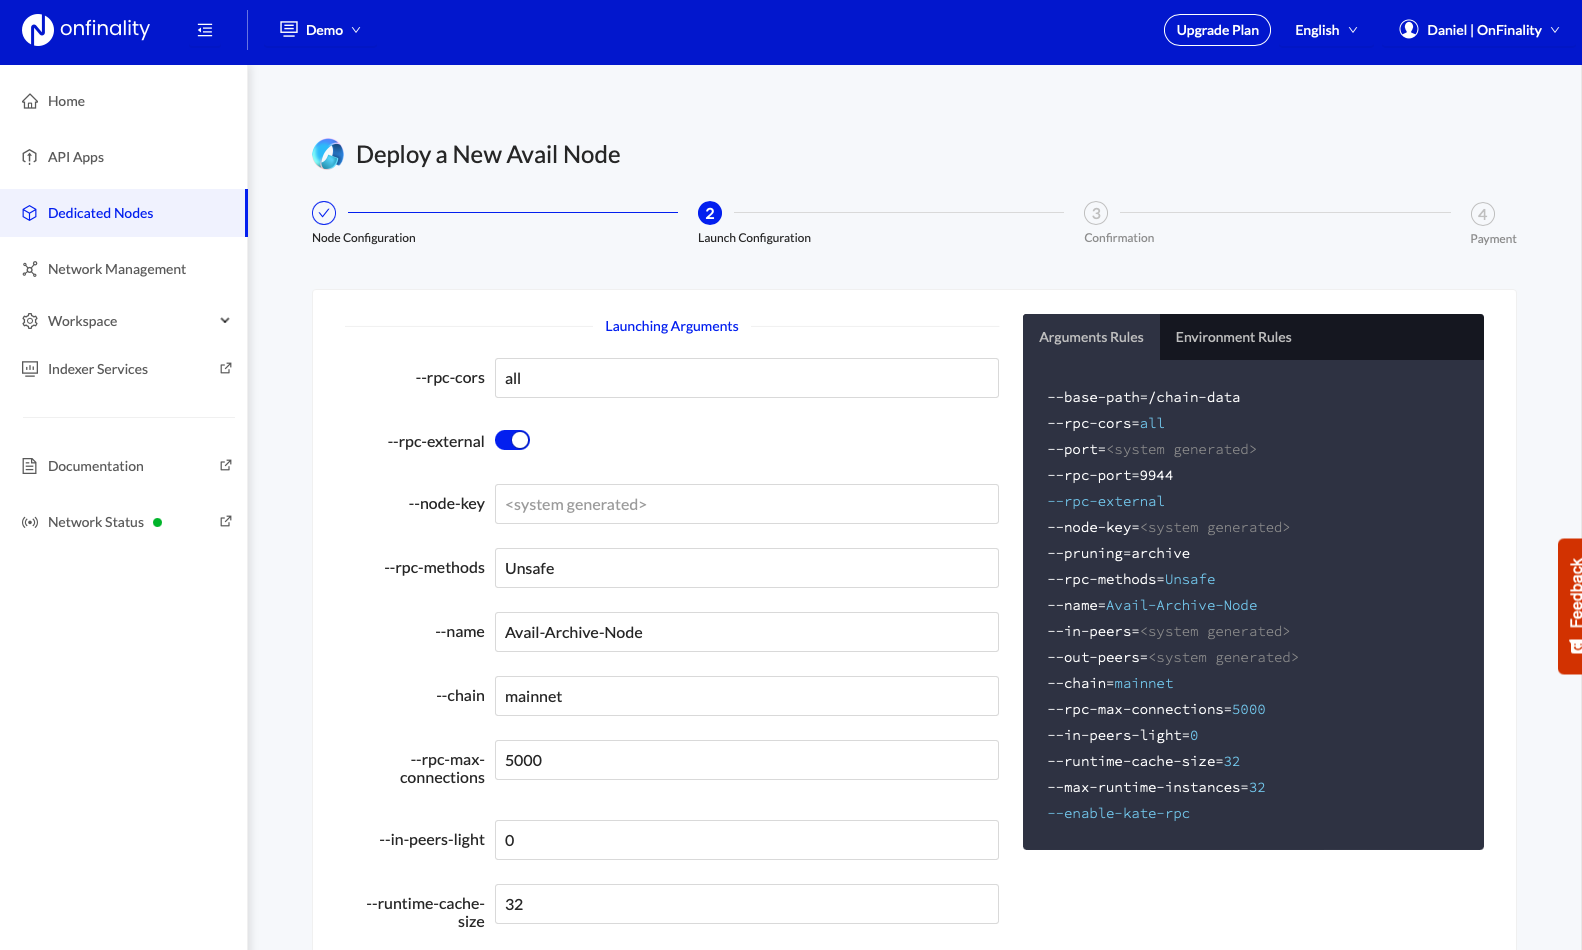 onfinality
Demo
Upgrade Plan
English
Daniel | OnFinality
Home
API Apps
Dedicated Nodes
Network Management
Workspace
Indexer Services
Documentation
Network Status
Deploy a New Avail Node
2
3
4
Node Configuration
Launch Configuration
Confirmation
Payment
Launching Arguments
--rpc-cors
all
--rpc-external
--node-key
<system generated>
--rpc-methods
Unsafe
--name
Avail-Archive-Node
--chain
mainnet
--rpc-max-
connections
5000
--in-peers-light
0
--runtime-cache-
size
32
Arguments Rules
Environment Rules
--base-path=/chain-data
--rpc-cors=all
--port=<system generated>
--rpc-port=9944
--rpc-external
--node-key=<system generated>
--pruning=archive
--rpc-methods=Unsafe
--name=Avail-Archive-Node
--in-peers=<system generated>
--out-peers=<system generated>
--chain=mainnet
--rpc-max-connections=5000
--in-peers-light=0
--runtime-cache-size=32
--max-runtime-instances=32
--enable-kate-rpc
Feedback